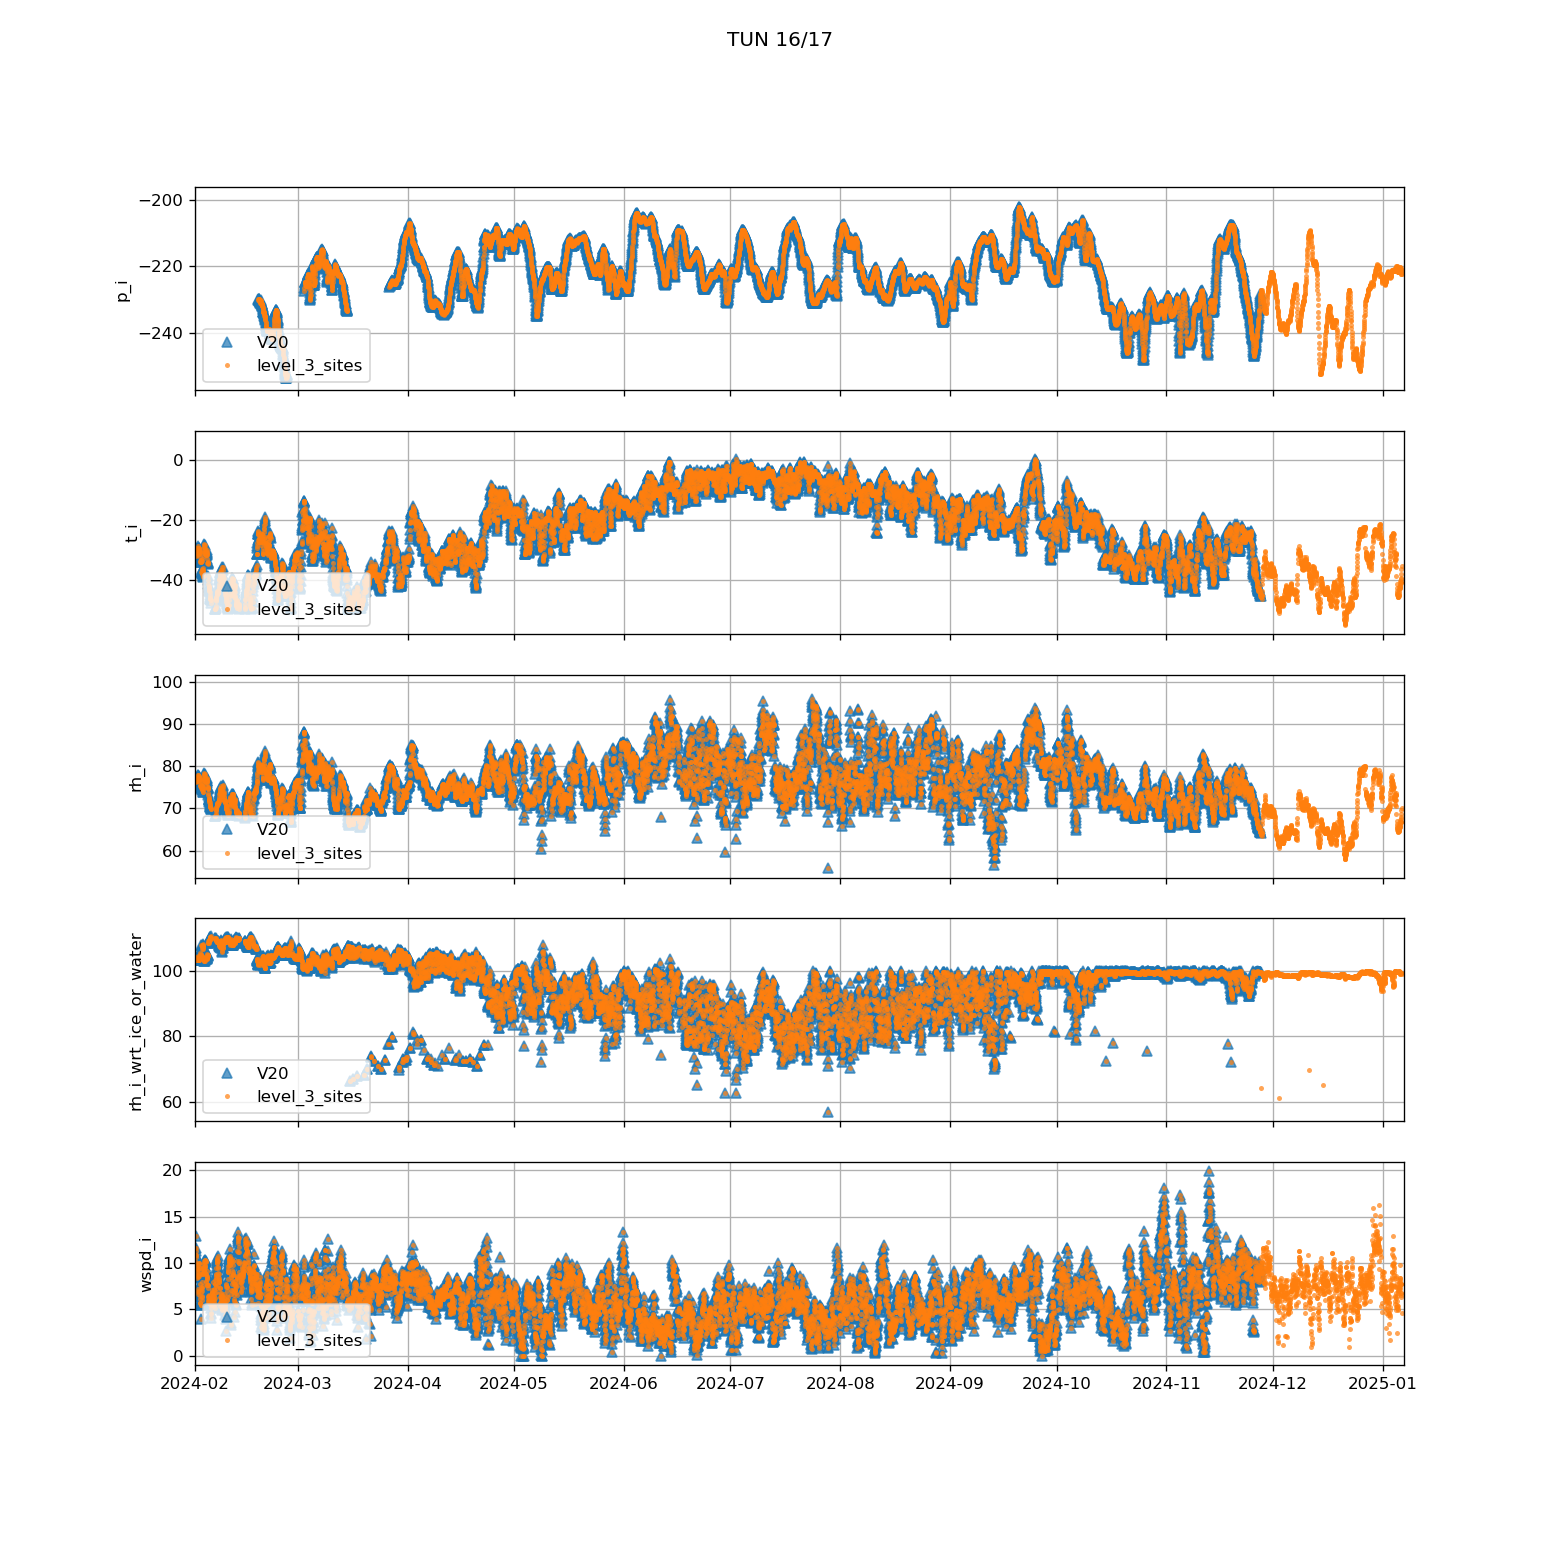 TUN 16/17
−200
−220
−240
p_i
V20
level_3_sites
0
−20
−40
t_i
V20
level_3_sites
100
90
80
70
60
rh_i
V20
level_3_sites
100
80
60
rh_i_wrt_ice_or_water
V20
level_3_sites
20
15
10
5
0
wspd_i
V20
level_3_sites
2024-02 2024-03 2024-04 2024-05 2024-06 2024-07 2024-08 2024-09 2024-10 2024-11 2024-12 2025-01